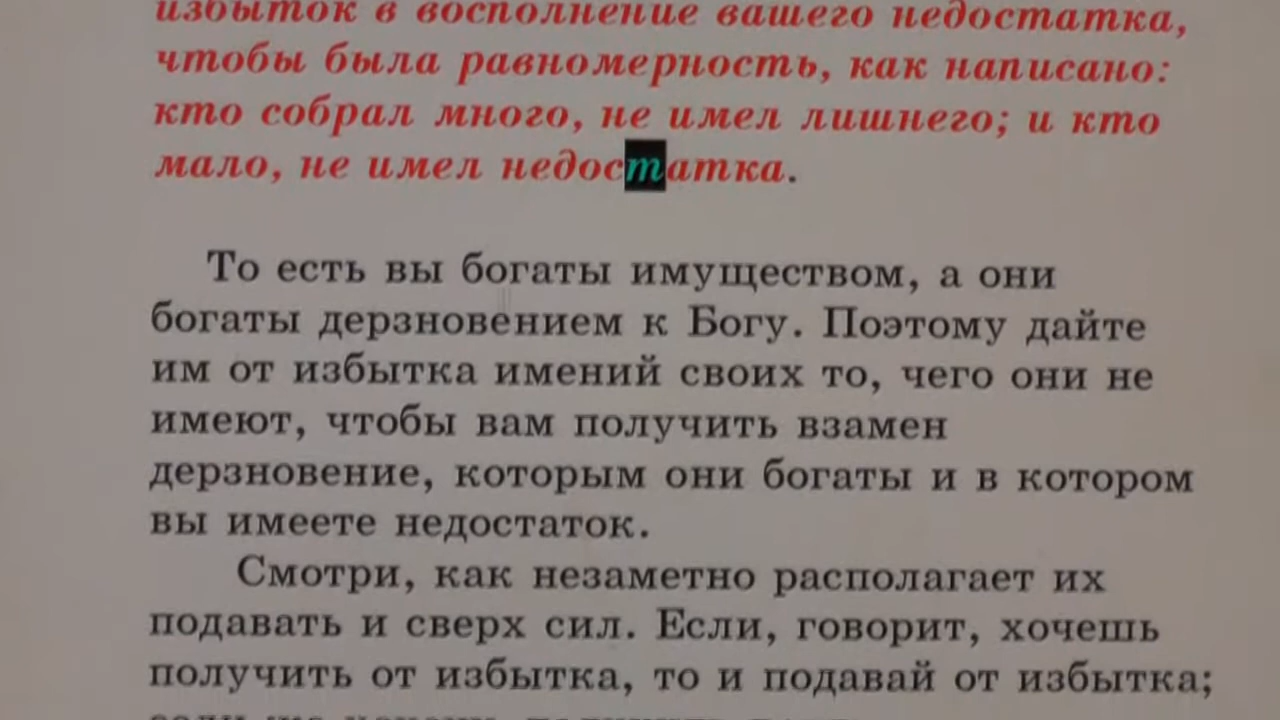 избыток в восполнение вашего недостатка,
чтобы была равномерность, как написано:
кто собрал много, не имел лишнего; и кто
мало, не имел недостатка.
То есть вы богаты имуществом, а они
богаты дерзновением к Богу. Поэтому дайте
им от избытка имений своих то, чего они не
имеют, чтобы вам получить взамен
дерзновение, которым они богаты и в котором
вы имеете недостаток.
Смотри, как незаметно располагает их
подавать и сверх сил. Если, говорит, хочешь
получить от избытка, то и подавай от избытка;